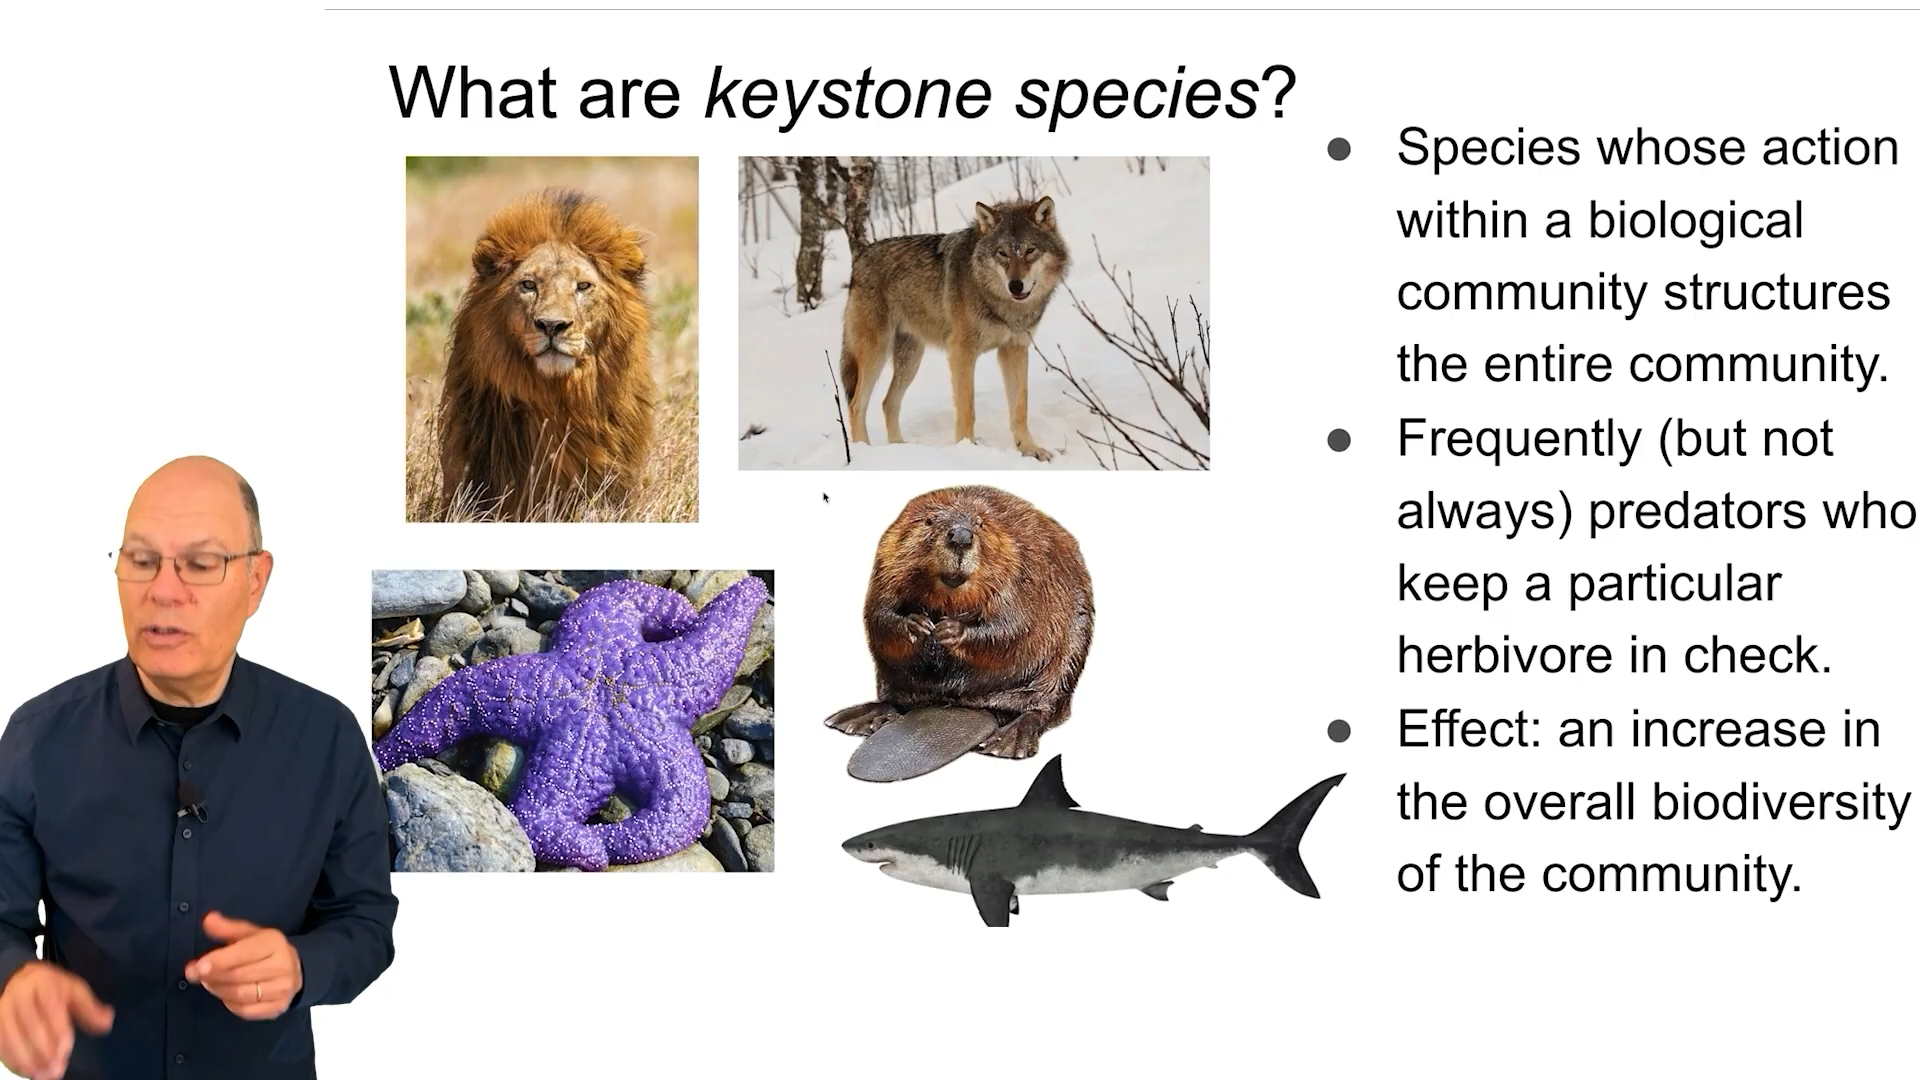 What are keystone species?
● Species whose action
within a biological
community structures
the entire community.
● Frequently (but not
always) predators who
keep a particular
herbivore in check.
● Effect: an increase in
the overall biodiversity
of the community.